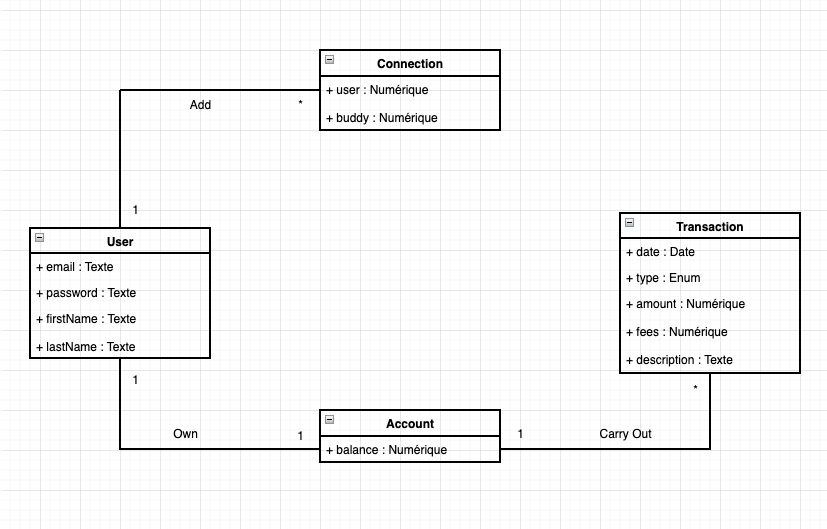 Connection
+ user : Numérique
+ buddy : Numérique
Add
*
1
User
+ email : Texte
+ password : Texte
+ firstName : Texte
+ lastName : Texte
1
Own
1
Account
+ balance : Numérique
1
Carry Out
*
Transaction
+ date : Date
+ type : Enum
+ amount : Numérique
+ fees : Numérique
+ description : Texte